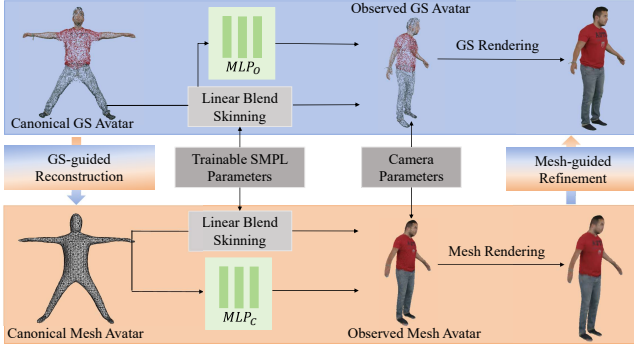 Observed GS Avatar
GS Rendering
MLP_O
Linear Blend
Skinning
Canonical GS Avatar
GS-guided
Reconstruction
Trainable SMPL
Parameters
Camera
Parameters
Mesh-guided
Refinement
Linear Blend
Skinning
Mesh Rendering
MLP_C
Canonical Mesh Avatar
Observed Mesh Avatar